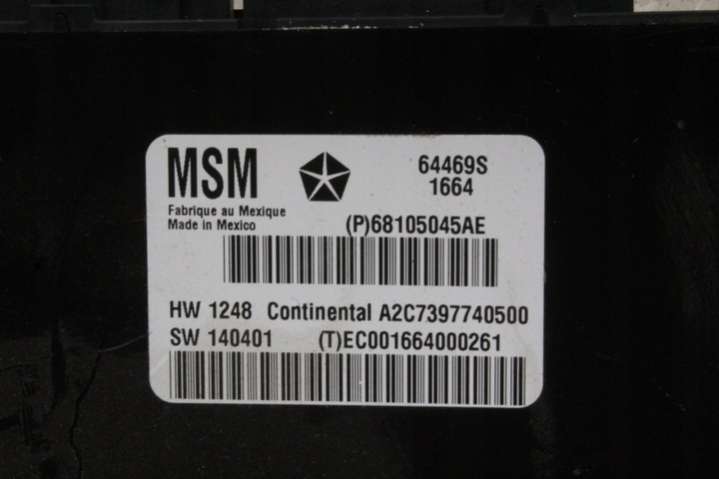 MSM
64469S
1664
Fabrique au Mexique
Made in Mexico
(P)68105045AE
HW 1248 Continental A2C7397740500
SW 140401 (T)EC001664000261